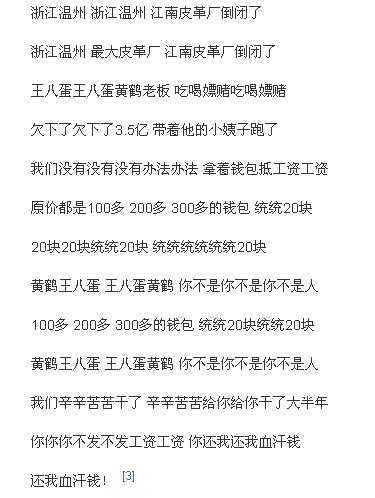 浙江温州 浙江温州 江南皮革厂倒闭了
浙江温州 最大皮革厂 江南皮革厂倒闭了
王八蛋王八蛋黄鹤老板 吃喝嫖赌吃喝嫖赌
欠下了欠下了3.5亿 带着他的小姨子跑了
我们没有没有没有办法办法 拿着钱包抵工资工资
原价都是100多 200多 300多的钱包 统统20块
20块20块统统20块 统统统统统统20块
黄鹤王八蛋 王八蛋黄鹤 你不是你不是你不是人
100多 200多 300多的钱包 统统20块统统20块
黄鹤王八蛋 王八蛋黄鹤 你不是你不是你不是人
我们辛辛苦苦干了 辛辛苦苦给你给你干了大半年
你你你不发不发工资工资 你还我还我血汗钱
还我血汗钱！ [3]